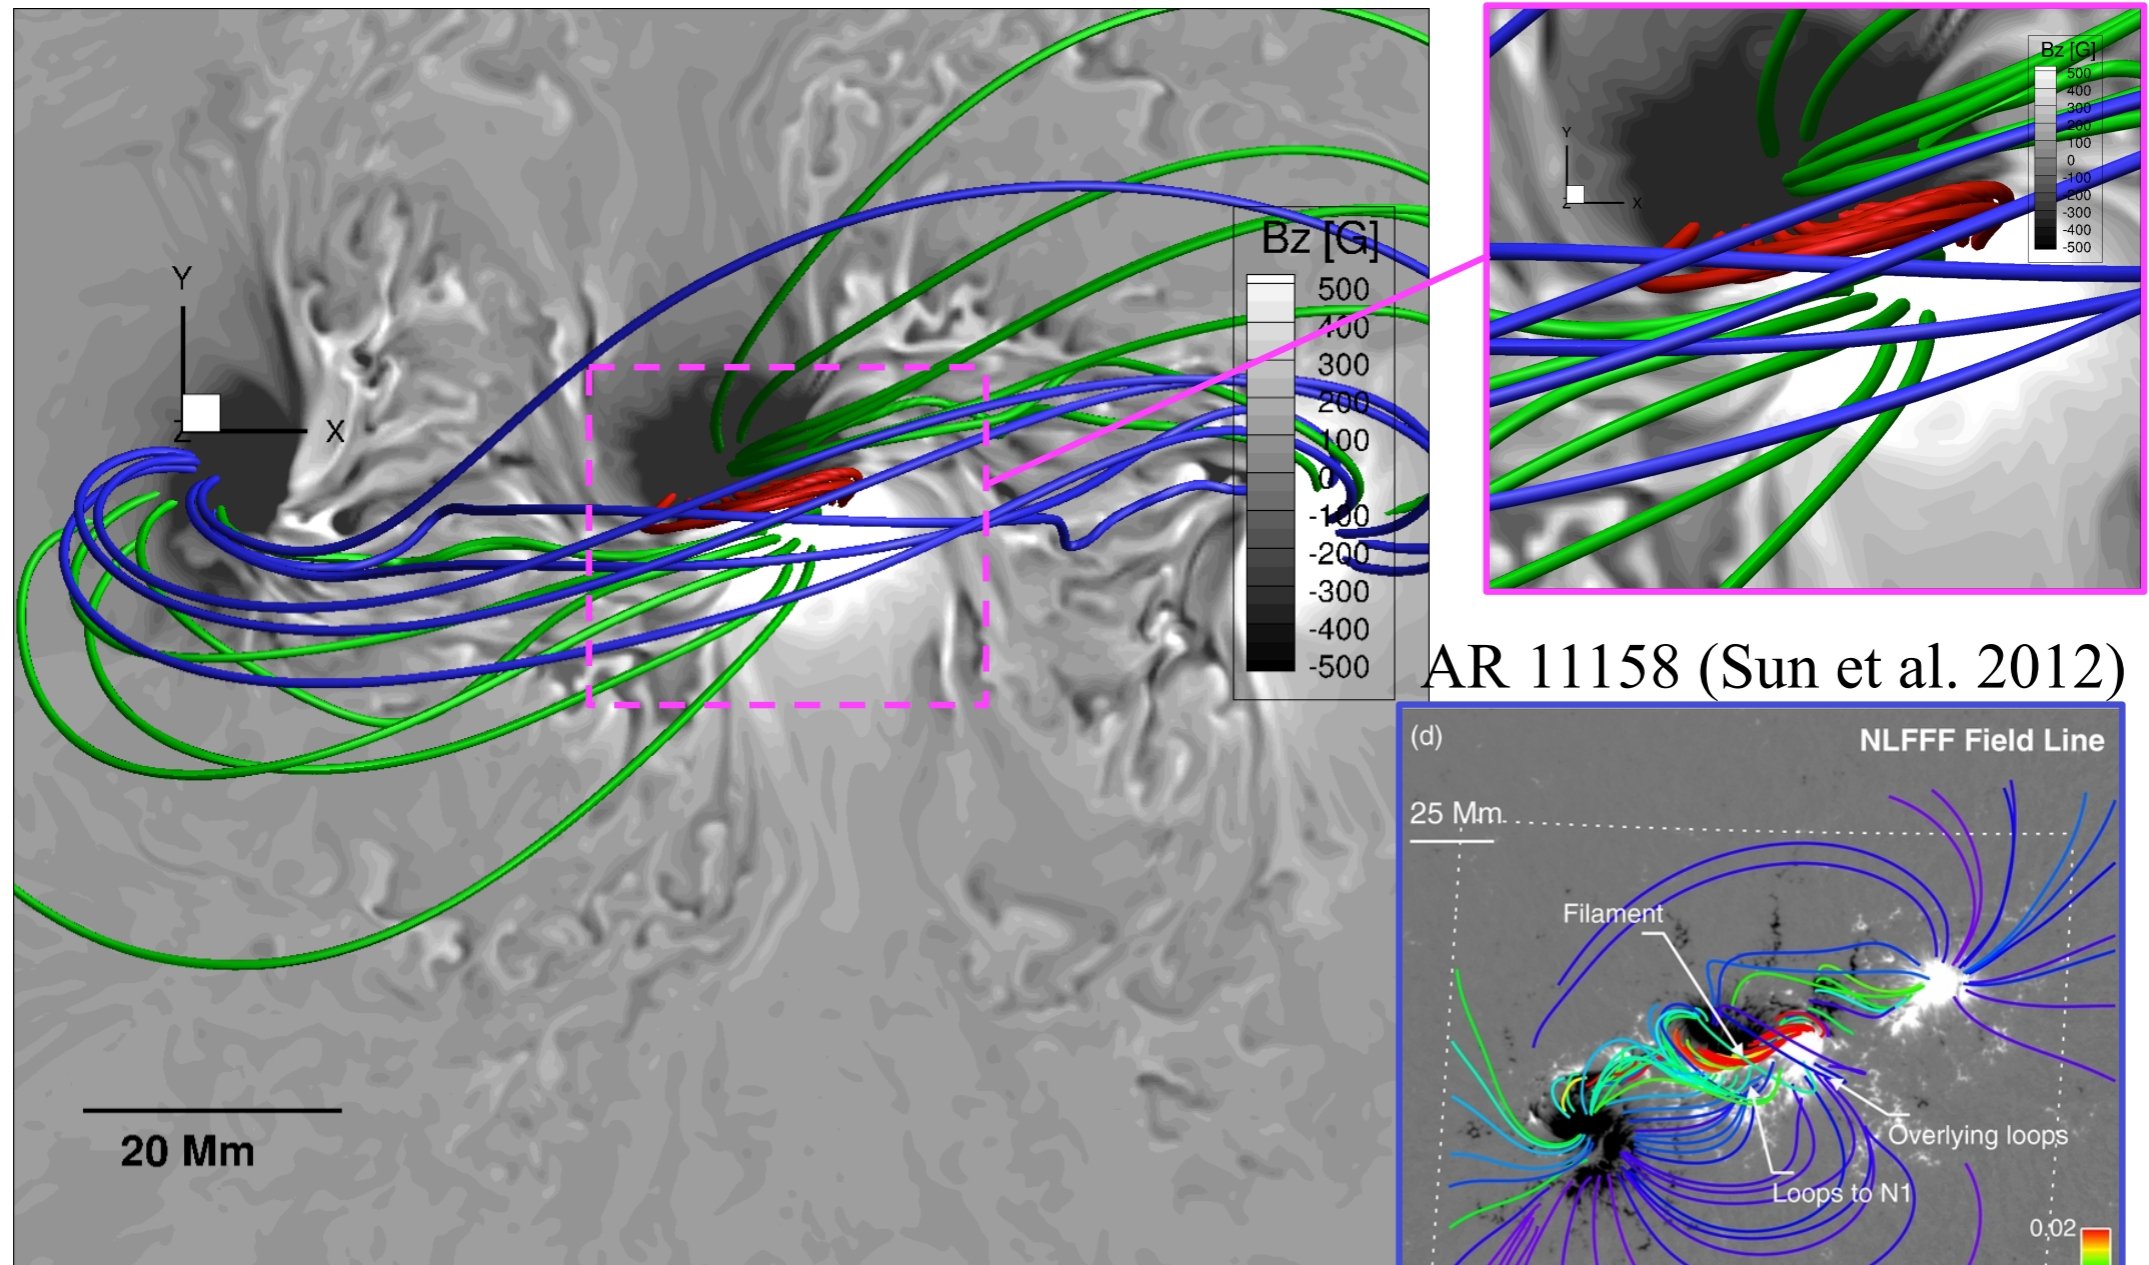 Y
Z
X
Bz [G]
500
400
300
200
100
0
-100
-200
-300
-400
-500
20 Mm
Bz [G]
500
400
300
200
100
0
-100
-200
-300
-400
-500
Y
Z
X
AR 11158 (Sun et al. 2012)
(d)
NLFFF Field Line
25 Mm
Filament
Overlying loops
Loops to N1
0.02